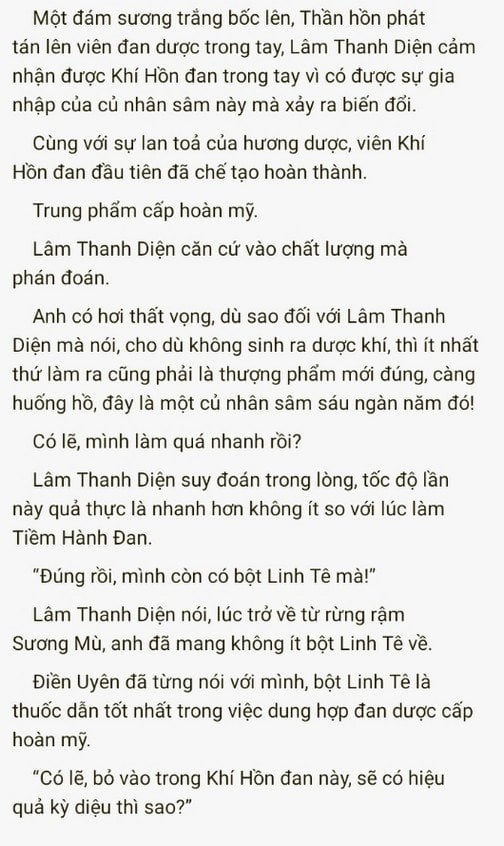 Một đám sương trắng bốc lên, Thần hồn phát
tán lên viên đan dược trong tay, Lâm Thanh Diện cảm
nhận được Khí Hồn đan trong tay vì có được sự gia
nhập của củ nhân sâm này mà xảy ra biến đổi.
Cùng với sự lan toả của hương dược, viên Khí
Hồn đan đầu tiên đã chế tạo hoàn thành.
Trung phẩm cấp hoàn mỹ.
Lâm Thanh Diện căn cứ vào chất lượng mà
phán đoán.
Anh có hơi thất vọng, dù sao đối với Lâm Thanh
Diện mà nói, cho dù không sinh ra dược khí, thì ít nhất
thứ làm ra cũng phải là thượng phẩm mới đúng, càng
huống hồ, đây là một củ nhân sâm sáu ngàn năm đó!
Có lẽ, mình làm quá nhanh rồi?
Lâm Thanh Diện suy đoán trong lòng, tốc độ lần
này quả thực là nhanh hơn không ít so với lúc làm
Tiềm Hành Đan.
“Đúng rồi, mình còn có bột Linh Tê mà!”
Lâm Thanh Diện nói, lúc trở về từ rừng rậm
Sương Mù, anh đã mang không ít bột Linh Tê về.
Điền Uyên đã từng nói với mình, bột Linh Tê là
thuốc dẫn tốt nhất trong việc dung hợp đan dược cấp
hoàn mỹ.
“Có lẽ, bỏ vào trong Khí Hồn đan này, sẽ có hiệu
quả kỳ diệu thì sao?”